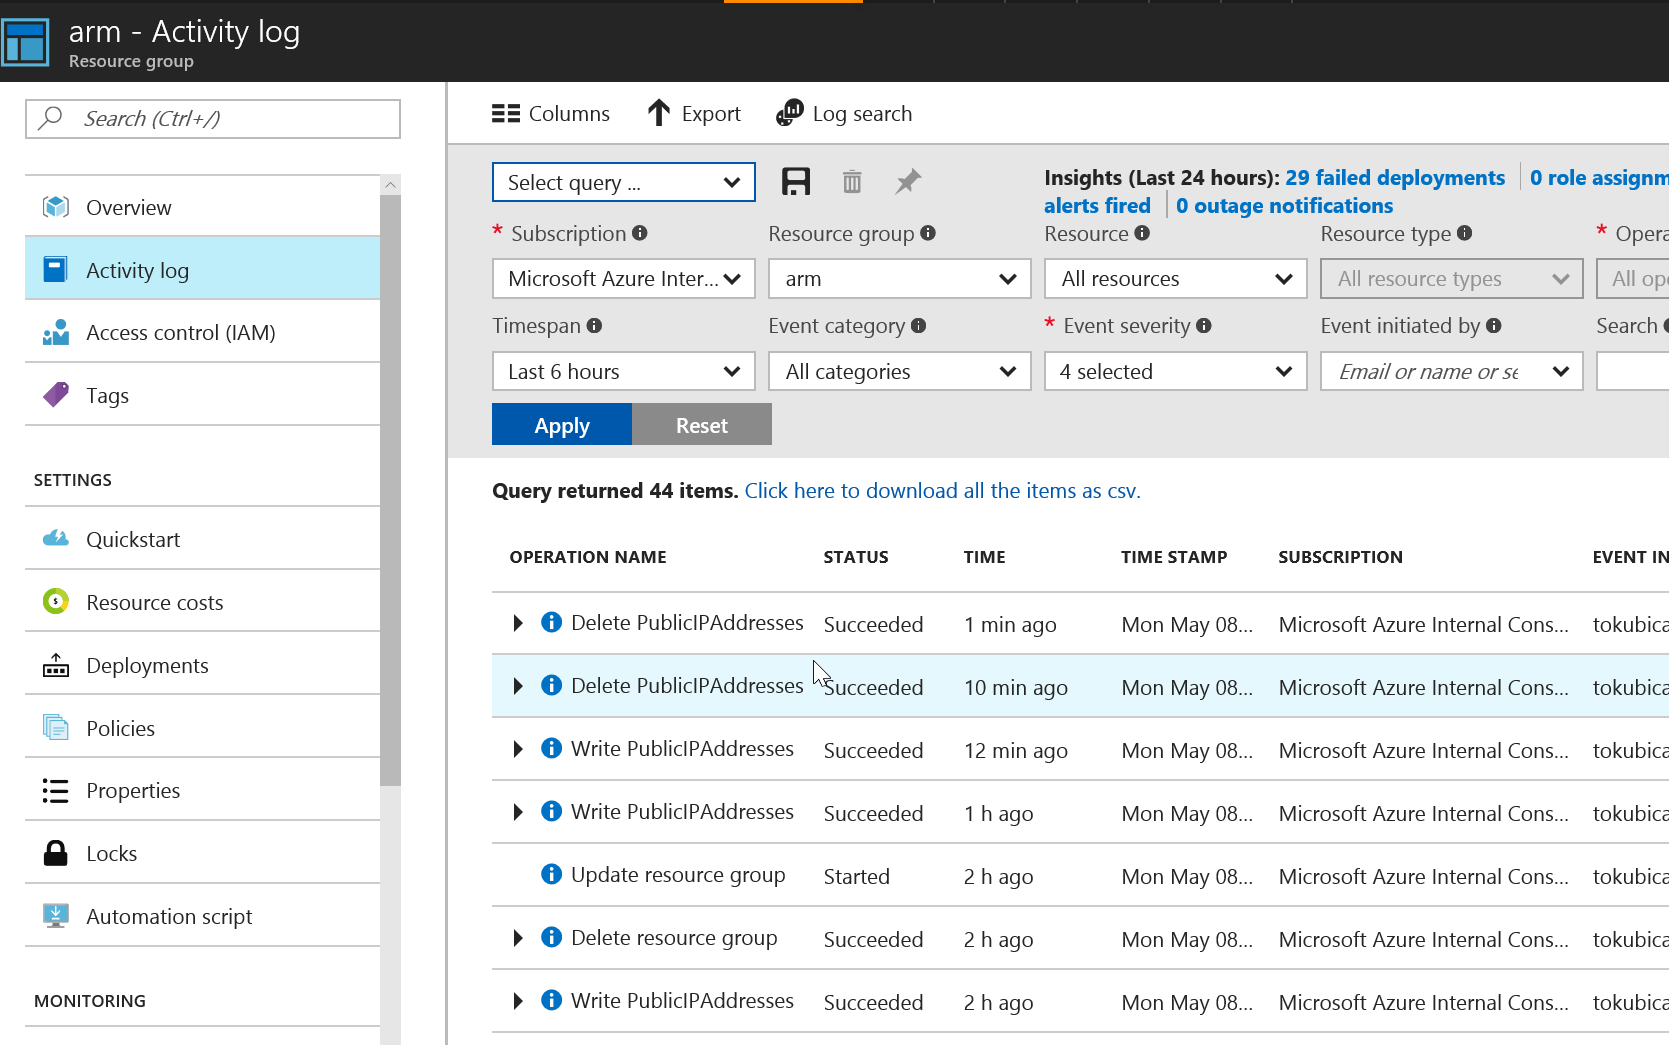 arm - Activity log
Resource group
Search (Ctrl+/)
Overview
Activity log
Access control (IAM)
Tags
SETTINGS
Quickstart
Resource costs
Deployments
Policies
Properties
Locks
Automation script
MONITORING
Columns Export Log search
Select query ...
Insights (Last 24 hours): 29 failed deployments 0 role assignm
alerts fired 0 outage notifications
* Subscription Resource group Resource Resource type * Opera
Microsoft Azure Inter... arm All resources All resource types All ope
Timespan Event category * Event severity Event initiated by Search
Last 6 hours All categories 4 selected Email or name or se
Apply Reset
Query returned 44 items. Click here to download all the items as csv.
OPERATION NAME STATUS TIME TIME STAMP SUBSCRIPTION EVENT IN
Delete PublicIPAddresses Succeeded 1 min ago Mon May 08... Microsoft Azure Internal Cons... tokubica
Delete PublicIPAddresses Succeeded 10 min ago Mon May 08... Microsoft Azure Internal Cons... tokubica
Write PublicIPAddresses Succeeded 12 min ago Mon May 08... Microsoft Azure Internal Cons... tokubica
Write PublicIPAddresses Succeeded 1 h ago Mon May 08... Microsoft Azure Internal Cons... tokubica
Update resource group Started 2 h ago Mon May 08... Microsoft Azure Internal Cons... tokubica
Delete resource group Succeeded 2 h ago Mon May 08... Microsoft Azure Internal Cons... tokubica
Write PublicIPAddresses Succeeded 2 h ago Mon May 08... Microsoft Azure Internal Cons... tokubica